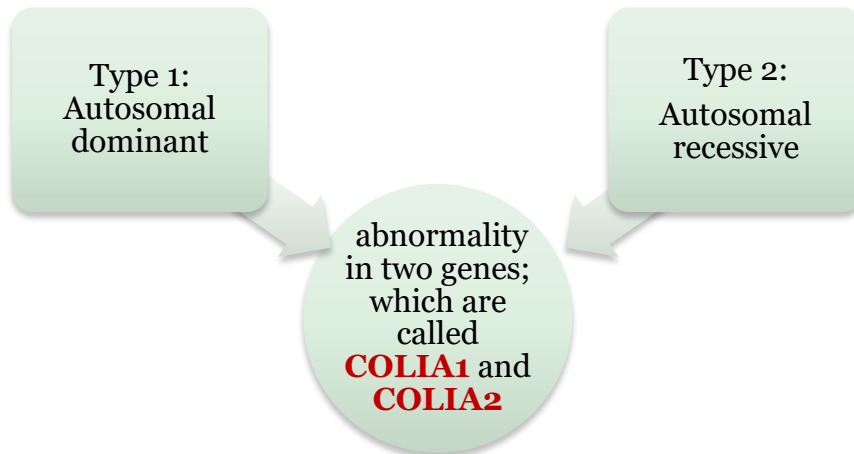 Type 1:
Autosomal
dominant
Type 2:
Autosomal
recessive
abnormality
in two genes;
which are
called
COLIA1 and
COLIA2